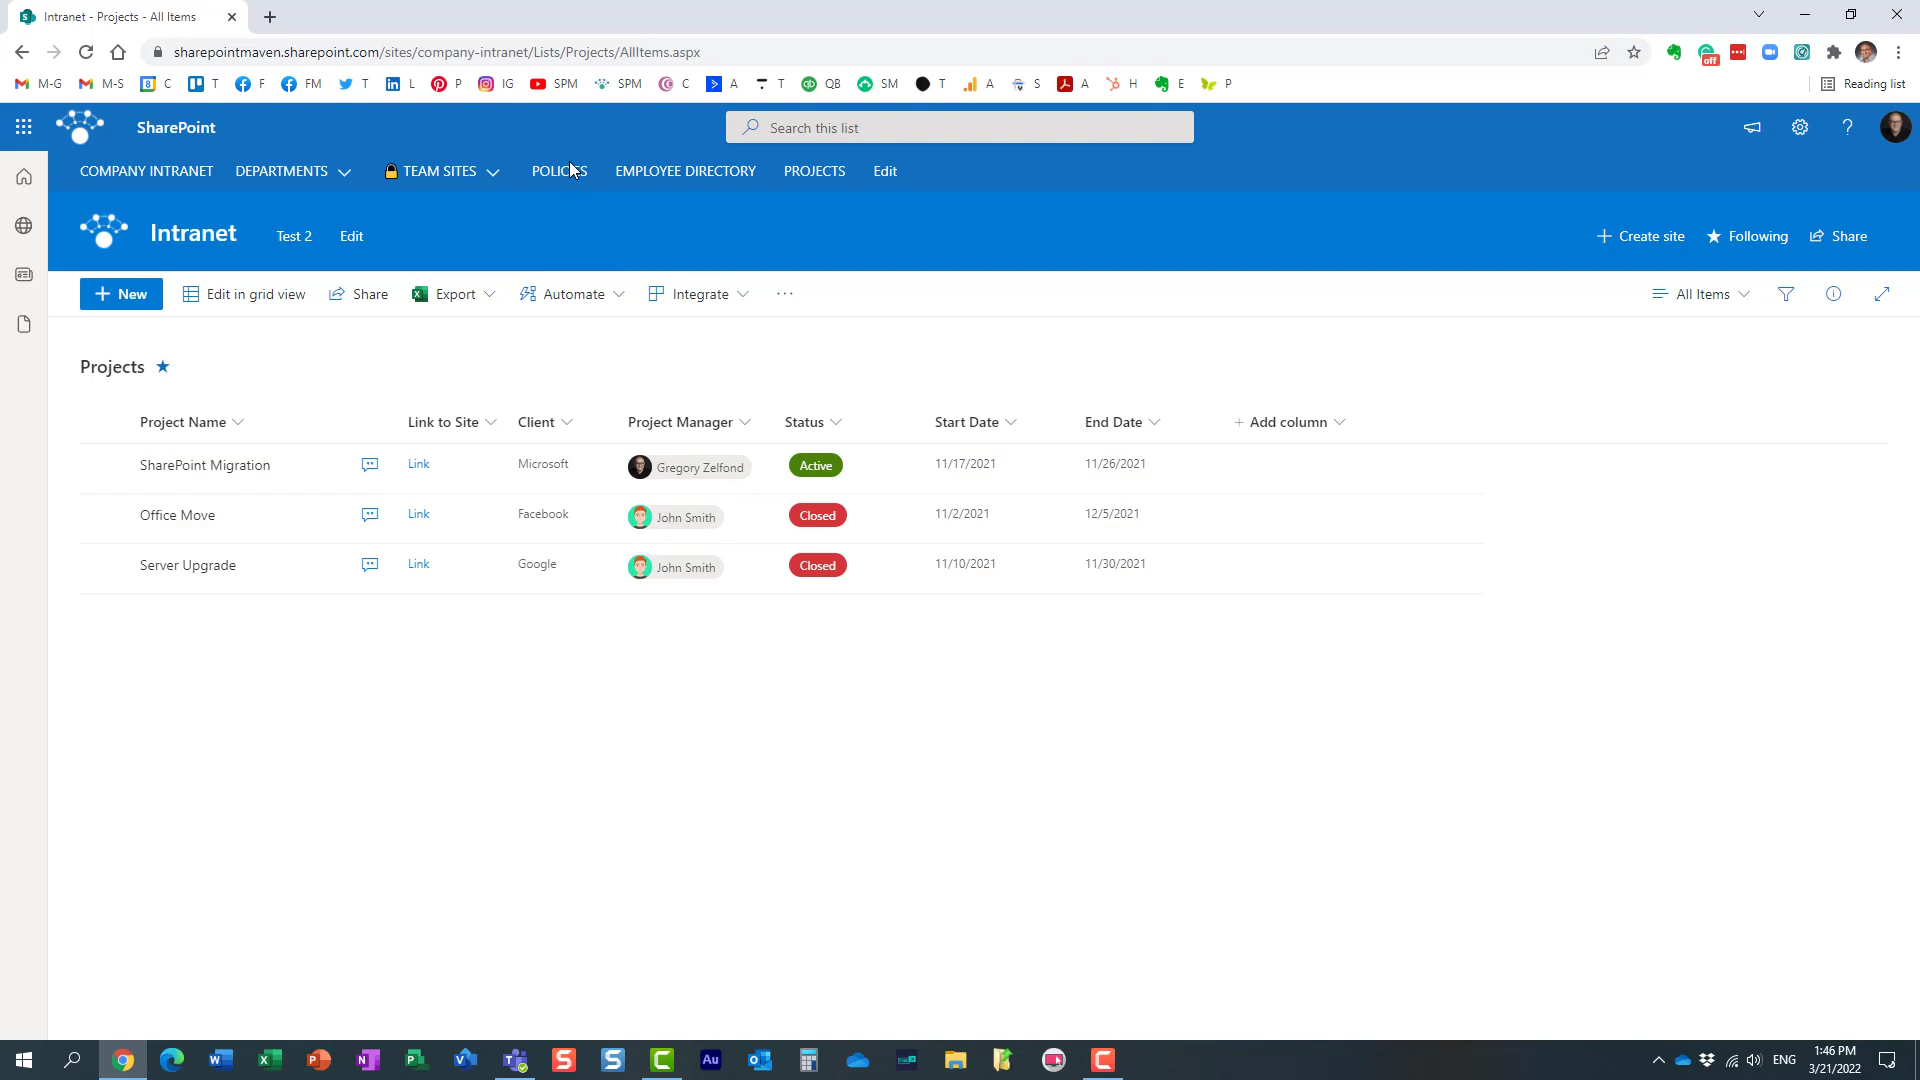 Intranet - Projects - All Items
sharepointmaven.sharepoint.com/sites/company-intranet/Lists/Projects/AllItems.aspx
off
M-G M-S 8 C T F FM T L P IG SPM SPM C A T QB SM T A S A H E P Reading list
SharePoint Search this list ?
COMPANY INTRANET DEPARTMENTS TEAM SITES POLICIES EMPLOYEE DIRECTORY PROJECTS Edit
Intranet Test 2 Edit + Create site Following Share
+ New Edit in grid view Share Export Automate Integrate ... All Items
Projects
Project Name Link to Site Client Project Manager Status Start Date End Date + Add column
SharePoint Migration Link Microsoft Gregory Zelfond Active 11/17/2021 11/26/2021
Office Move Link Facebook John Smith Closed 11/2/2021 12/5/2021
Server Upgrade Link Google John Smith Closed 11/10/2021 11/30/2021
ENG 1:46 PM
3/21/2022